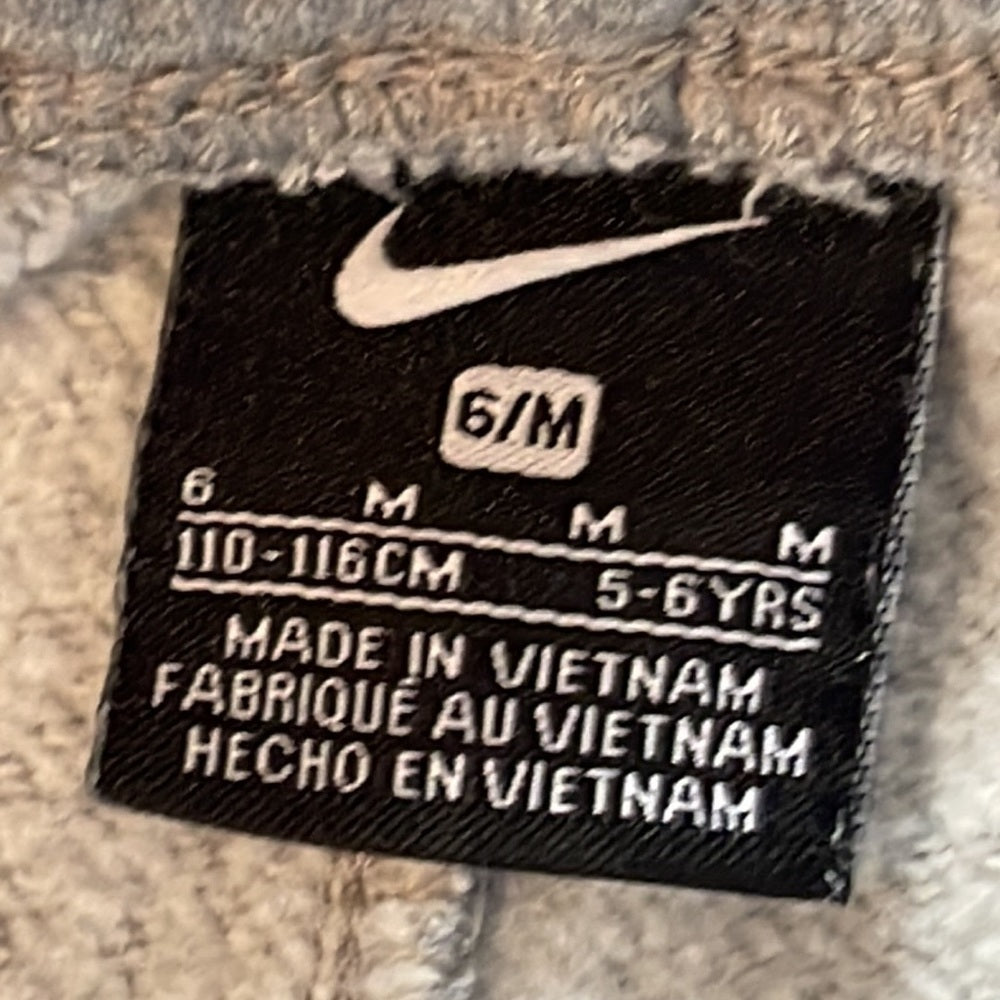 6/M
6 M M M
110-116CM 5-6YRS
MADE IN VIETNAM
FABRIQUÉ AU VIETNAM
HECHO EN VIETNAM